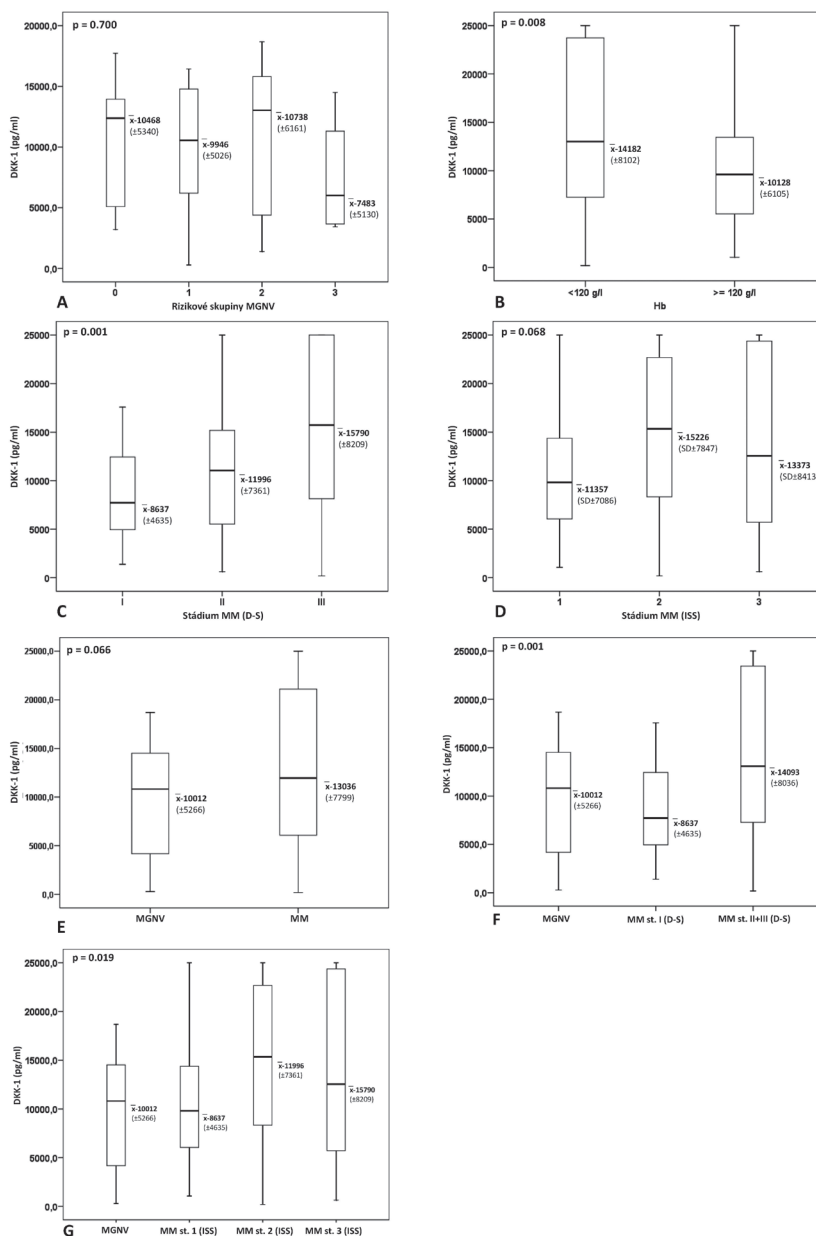 p = 0.700
20000,0
15000,0
10000,0
5000,0
0,0
DKK-1 (pg/ml)
x-10468
(±5340)
x-9946
(±5026)
x-10738
(±6161)
x-7483
(±5130)
0 1 2 3
A
Rizikové skupiny MGNV
p = 0.008
25000
20000
15000
10000
5000
0
DKK-1 (pg/ml)
x-14182
(±8102)
x-10128
(±6105)
<120 g/l >= 120 g/l
B
Hb
p = 0.001
25000
20000
15000
10000
5000
0
DKK-1 (pg/ml)
x-8637
(±4635)
x-11996
(±7361)
x-15790
(±8209)
I II III
C
Stádium MM (D-S)
p = 0.068
25000
20000
15000
10000
5000
0
DKK-1 (pg/ml)
x-11357
(SD±7086)
x-15226
(SD±7847)
x-13373
(SD±8413
1 2 3
D
Stádium MM (ISS)
p = 0.066
25000,0
20000,0
15000,0
10000,0
5000,0
0,0
DKK-1 (pg/ml)
x-10012
(±5266)
x-13036
(±7799)
MGNV MM
E
p = 0.001
25000,0
20000,0
15000,0
10000,0
5000,0
0,0
DKK-1 (pg/ml)
x-10012
(±5266)
x-8637
(±4635)
x-14093
(±8036)
MGNV MM st. I (D-S) MM st. II+III (D-S)
F
p = 0.019
25000,0
20000,0
15000,0
10000,0
5000,0
0,0
DKK-1 (pg/ml)
x-10012
(±5266)
x-8637
(±4635)
x-11996
(±7361)
x-15790
(±8209)
MGNV MM st. 1 (ISS) MM st. 2 (ISS) MM st. 3 (ISS)
G